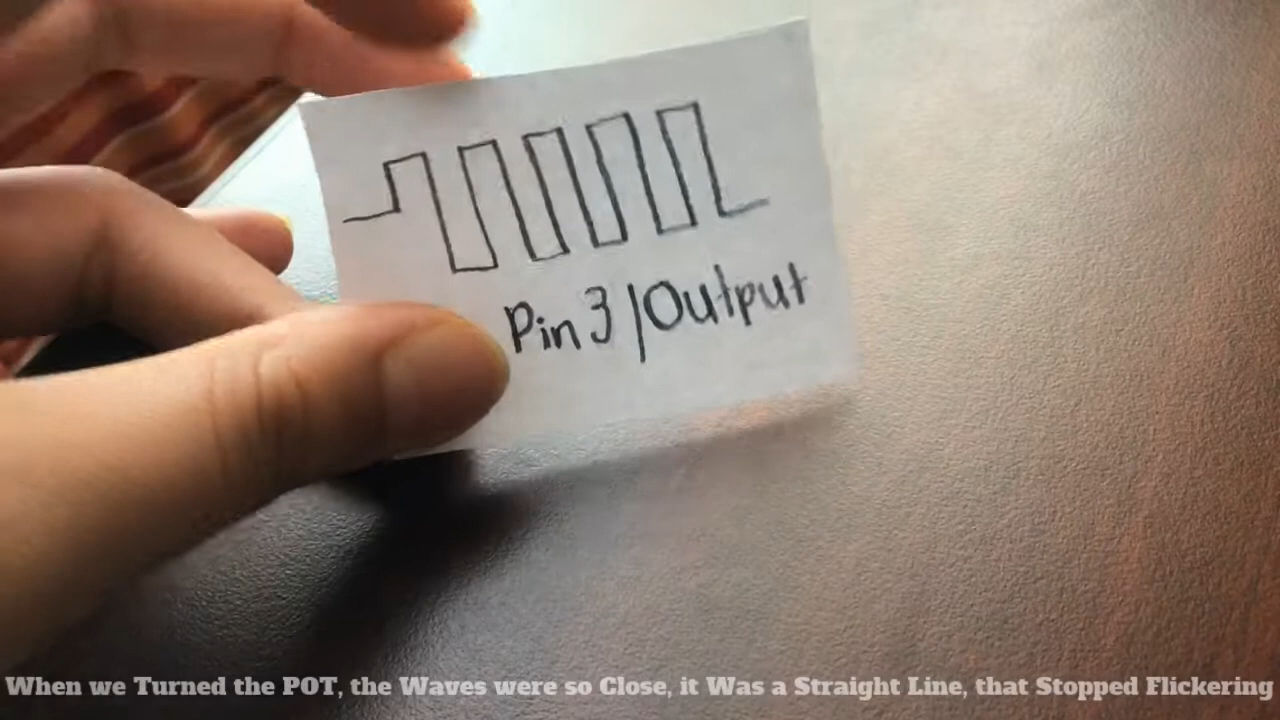 Pin 3 | Output
When we Turned the POT, the Waves were so Close, it Was a Straight Line, that Stopped Flickering